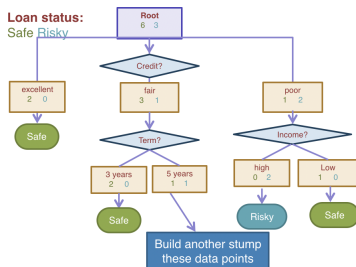 Loan status:
Safe Risky
Root
6 3
Credit?
excellent
2 0
fair
3 1
poor
1 2
Safe
Term?
Income?
3 years
2 0
5 years
1 1
high
0 2
Low
1 0
Safe
Risky
Safe
Build another stump
these data points